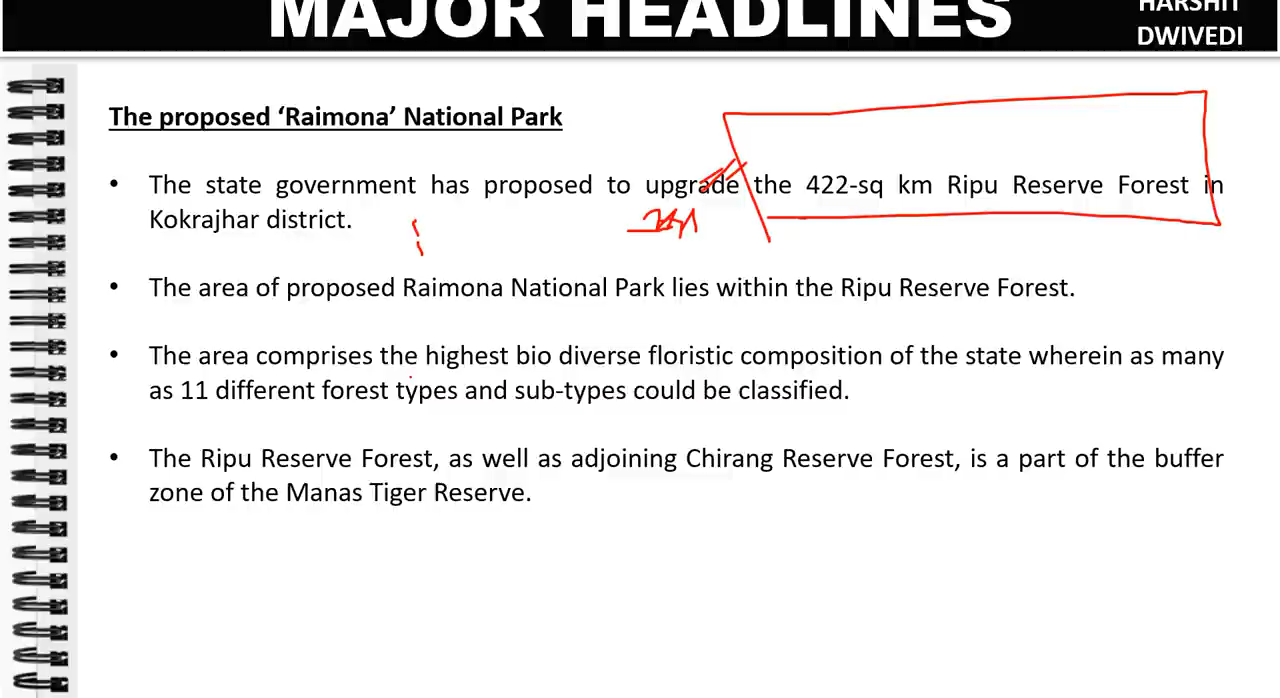 MAJOR HEADLINES
HARSHIT
DWIVEDI
The proposed ‘Raimona’ National Park
• The state government has proposed to upgrade the 422-sq km Ripu Reserve Forest in
Kokrajhar district.
• The area of proposed Raimona National Park lies within the Ripu Reserve Forest.
• The area comprises the highest bio diverse floristic composition of the state wherein as many
as 11 different forest types and sub-types could be classified.
• The Ripu Reserve Forest, as well as adjoining Chirang Reserve Forest, is a part of the buffer
zone of the Manas Tiger Reserve.